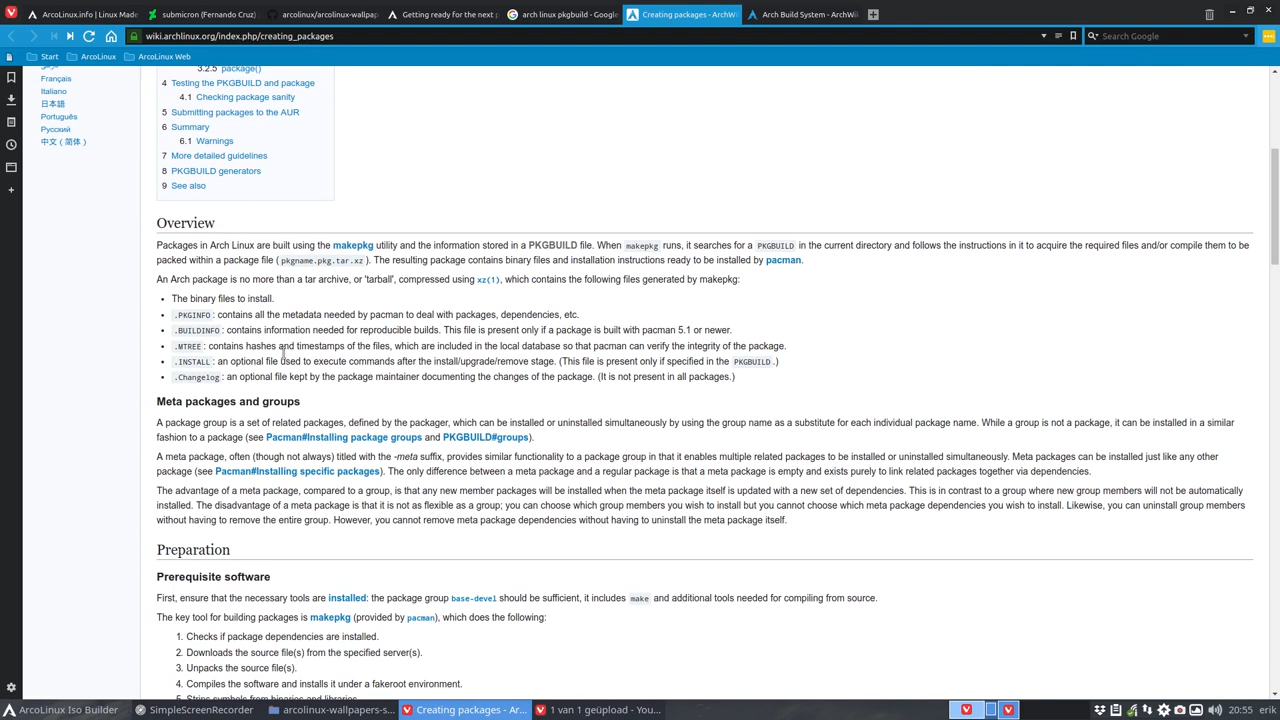 ArcoLinux.info | Linux Made
submicron (Fernando Cruz)
arcolinux/arcolinux-wallpap
Getting ready for the next p
arch linux pkgbuild - Google
Creating packages - ArchWi
Arch Build System - ArchWi
wiki.archlinux.org/index.php/creating_packages
Search Google
Start
ArcoLinux
ArcoLinux Web
Français
Italiano
日本語
Português
Русский
中文（简体）
3.2.5 package()
4 Testing the PKGBUILD and package
4.1 Checking package sanity
5 Submitting packages to the AUR
6 Summary
6.1 Warnings
7 More detailed guidelines
8 PKGBUILD generators
9 See also
Overview
Packages in Arch Linux are built using the makepkg utility and the information stored in a PKGBUILD file. When makepkg runs, it searches for a PKGBUILD in the current directory and follows the instructions in it to acquire the required files and/or compile them to be
packed within a package file ( pkgname.pkg.tar.xz ). The resulting package contains binary files and installation instructions ready to be installed by pacman.
An Arch package is no more than a tar archive, or 'tarball', compressed using xz(1), which contains the following files generated by makepkg:
• The binary files to install.
• .PKGINFO : contains all the metadata needed by pacman to deal with packages, dependencies, etc.
• .BUILDINFO : contains information needed for reproducible builds. This file is present only if a package is built with pacman 5.1 or newer.
• .MTREE : contains hashes and timestamps of the files, which are included in the local database so that pacman can verify the integrity of the package.
• .INSTALL : an optional file used to execute commands after the install/upgrade/remove stage. (This file is present only if specified in the PKGBUILD .)
• .Changelog : an optional file kept by the package maintainer documenting the changes of the package. (It is not present in all packages.)
Meta packages and groups
A package group is a set of related packages, defined by the packager, which can be installed or uninstalled simultaneously by using the group name as a substitute for each individual package name. While a group is not a package, it can be installed in a similar
fashion to a package (see Pacman#Installing package groups and PKGBUILD#groups).
A meta package, often (though not always) titled with the -meta suffix, provides similar functionality to a package group in that it enables multiple related packages to be installed or uninstalled simultaneously. Meta packages can be installed just like any other
package (see Pacman#Installing specific packages). The only difference between a meta package and a regular package is that a meta package is empty and exists purely to link related packages together via dependencies.
The advantage of a meta package, compared to a group, is that any new member packages will be installed when the meta package itself is updated with a new set of dependencies. This is in contrast to a group where new group members will not be automatically
installed. The disadvantage of a meta package is that it is not as flexible as a group; you can choose which group members you wish to install but you cannot choose which meta package dependencies you wish to install. Likewise, you can uninstall group members
without having to remove the entire group. However, you cannot remove meta package dependencies without having to uninstall the meta package itself.
Preparation
Prerequisite software
First, ensure that the necessary tools are installed: the package group base-devel should be sufficient, it includes make and additional tools needed for compiling from source.
The key tool for building packages is makepkg (provided by pacman), which does the following:
1. Checks if package dependencies are installed.
2. Downloads the source file(s) from the specified server(s).
3. Unpacks the source file(s).
4. Compiles the software and installs it under a fakeroot environment.
5. Strips symbols from binaries and libraries.
ArcoLinux Iso Builder
SimpleScreenRecorder
arcolinux-wallpapers-s...
Creating packages - Ar...
1 van 1 geüpload - You...
20:55
erik